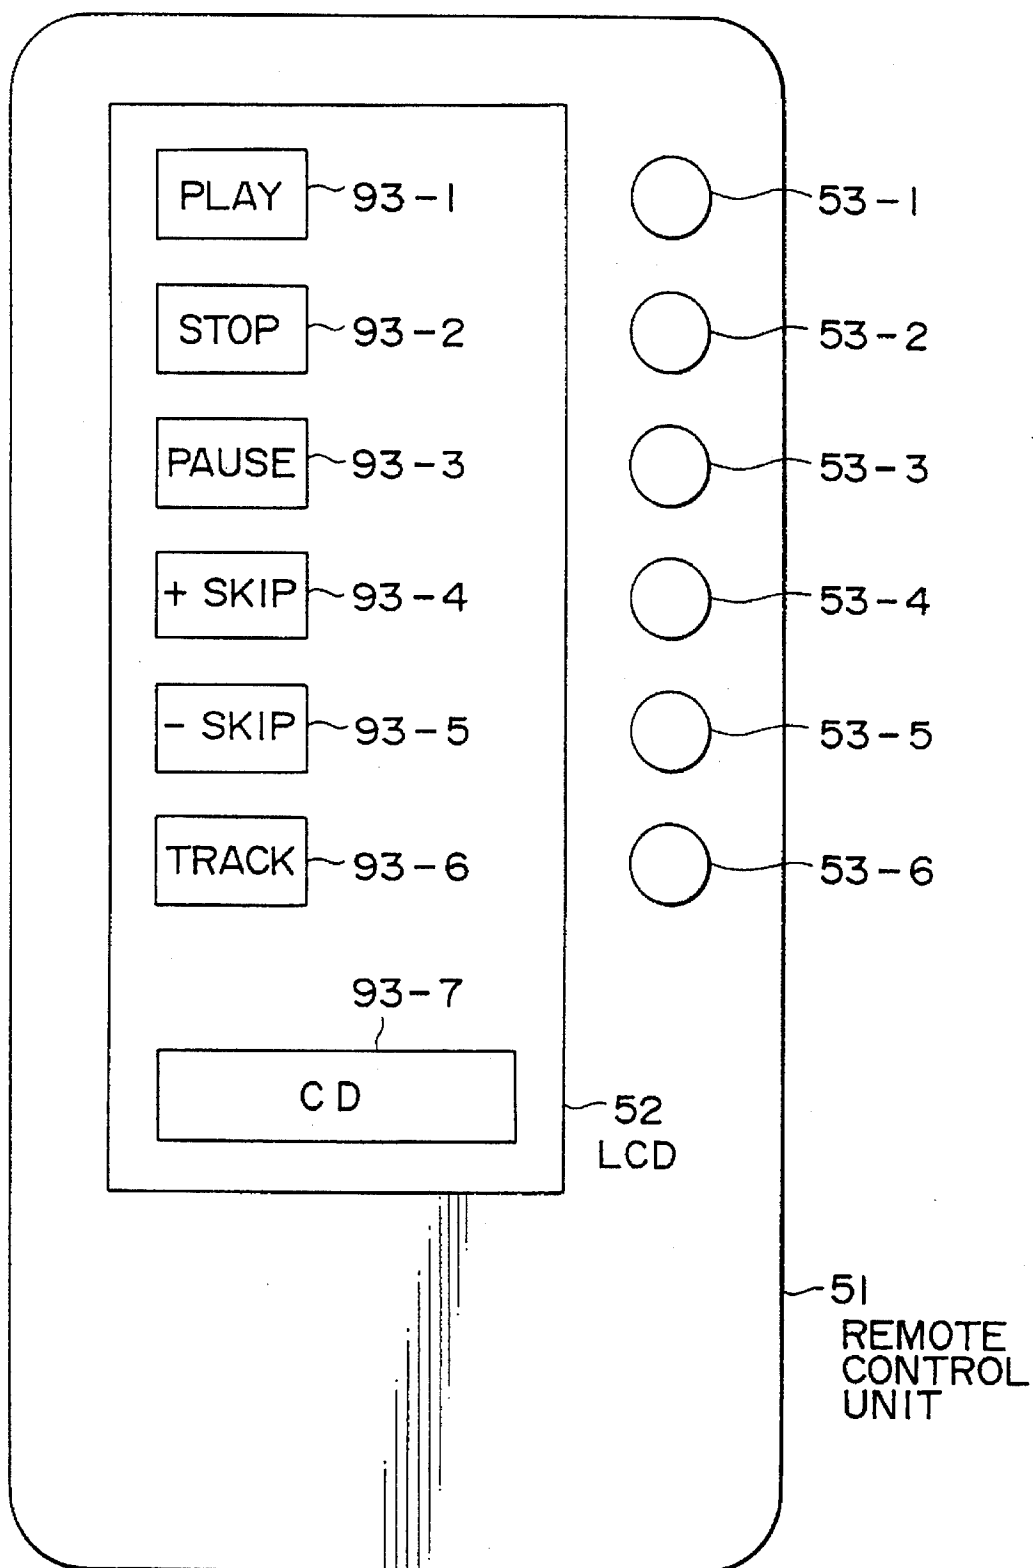 PLAY 93-1 53-1
STOP 93-2 53-2
PAUSE 93-3 53-3
+ SKIP 93-4 53-4
- SKIP 93-5 53-5
TRACK 93-6 53-6
93-7
CD
52
LCD
51
REMOTE
CONTROL
UNIT